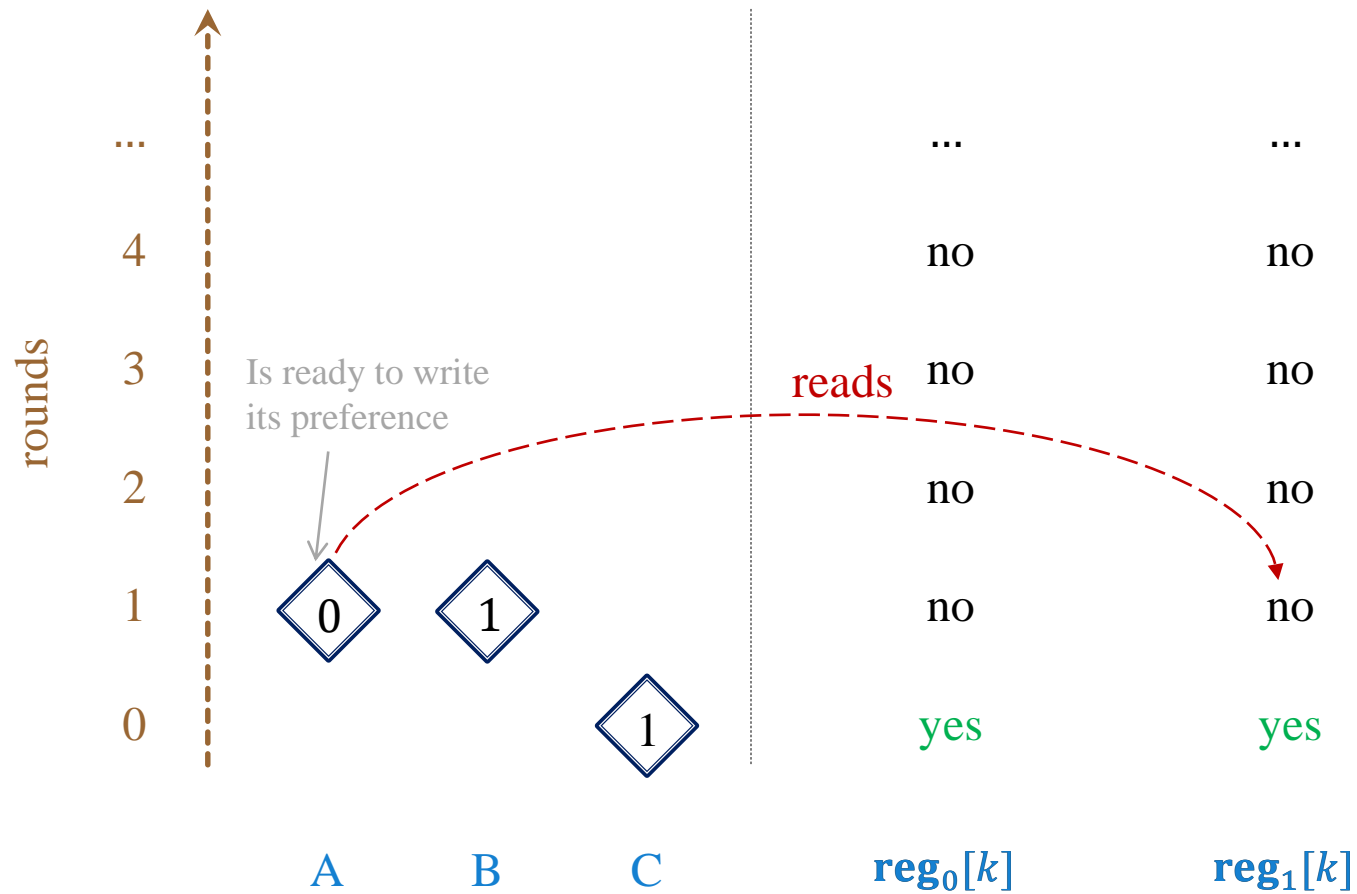 ... ... ...
4 no no
Is ready to write
its preference
rounds
3 reads no no
2 no no
1 0 1 no no
0 1 yes yes
A B C reg₀[k] reg₁[k]